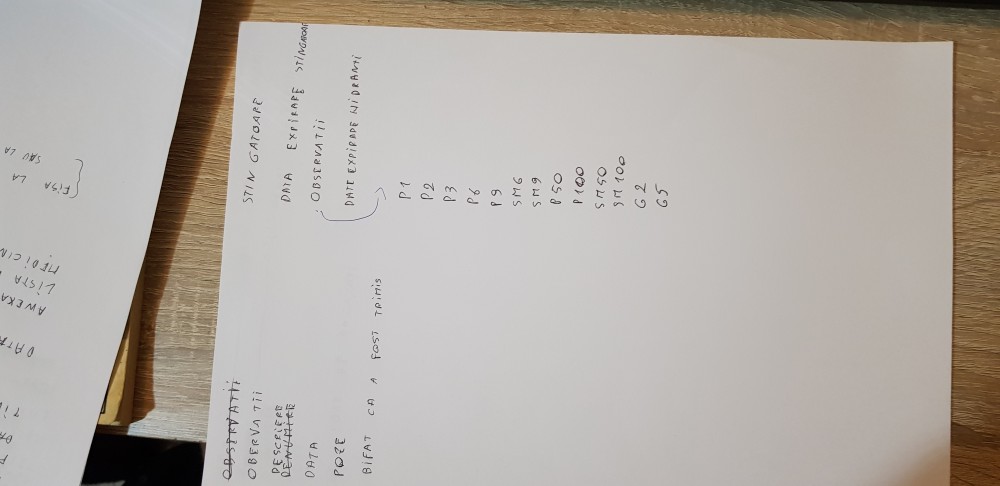 OBSERVATII
OBERVATII
DESCRIERE
DENUMIRE
DATA
POZE
BIFAT CA A FOST TRIMIS
STINGATOARE
DATA EXPIRARE STINGATOARE
OBSERVATII
DATE EXPIRARE HIDRANTI
P1
P2
P3
P6
P9
SM6
SM9
P50
P100
SM50
SM100
G2
G5
FISA LA
SAU LA
MEDICIN
LISTA
ANEXA
DATA